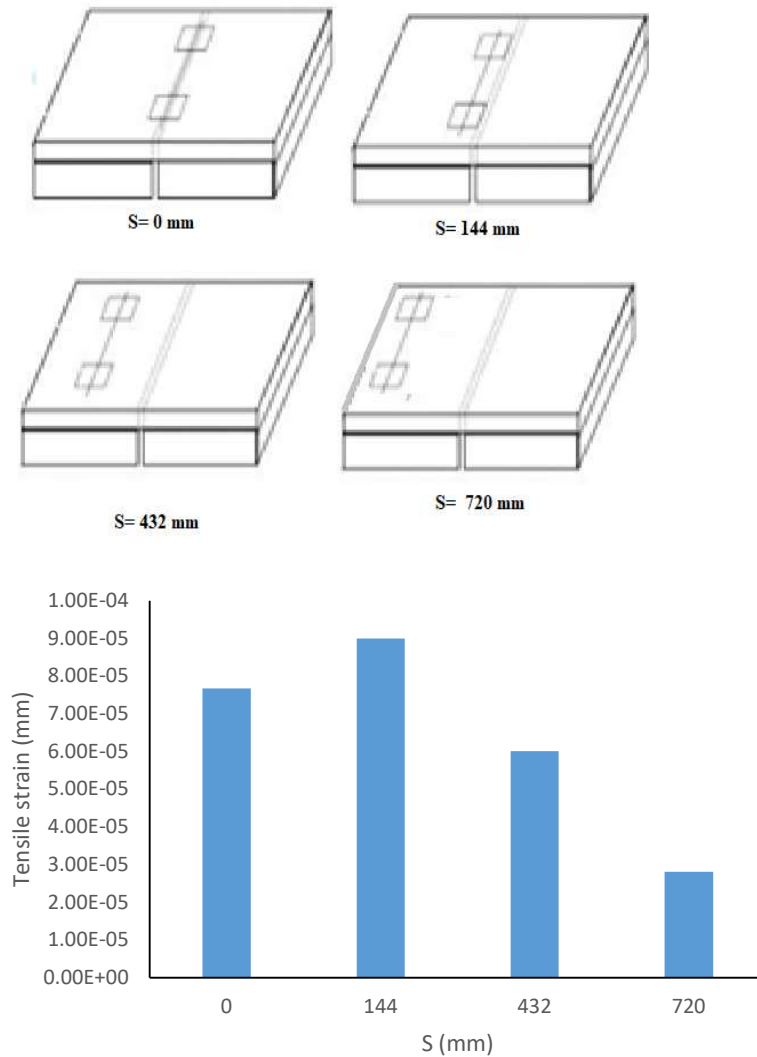 S= 0 mm
S= 144 mm
S= 432 mm
S=  720 mm
1.00E-04
9.00E-05
8.00E-05
7.00E-05
6.00E-05
5.00E-05
4.00E-05
3.00E-05
2.00E-05
1.00E-05
0.00E+00
Tensile strain (mm)
0 144 432 720
S (mm)